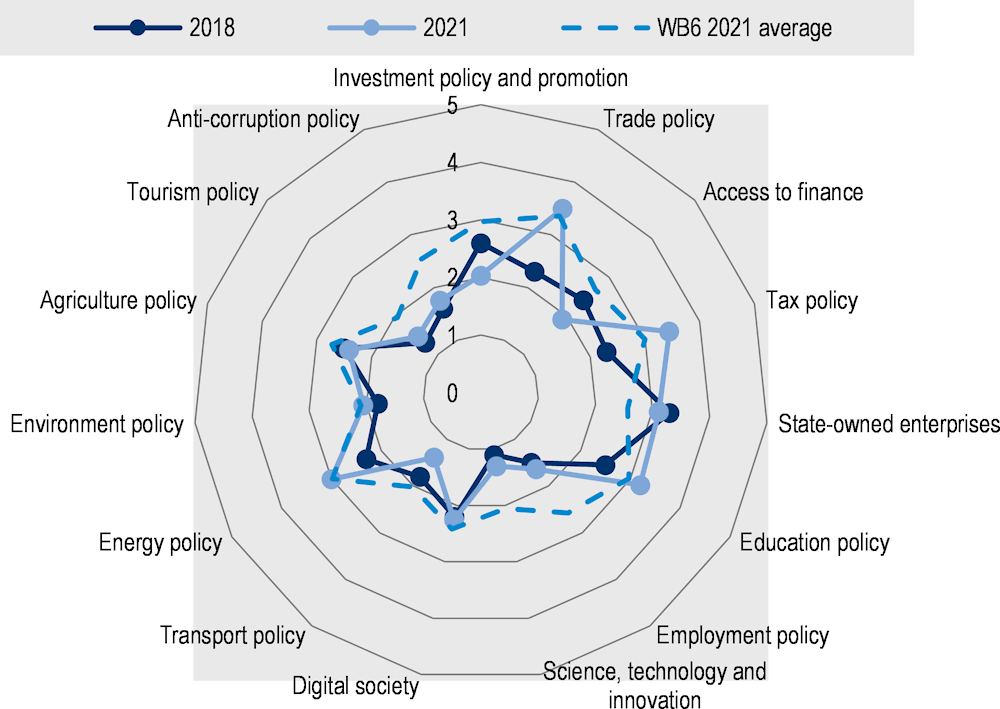 2018
2021
WB6 2021 average
Investment policy and promotion
Anti-corruption policy
5
Trade policy
4
Tourism policy
Access to finance
3
2
Agriculture policy
Tax policy
1
0
Environment policy
State-owned enterprises
Energy policy
Education policy
Transport policy
Employment policy
Digital society
Science, technology and
innovation